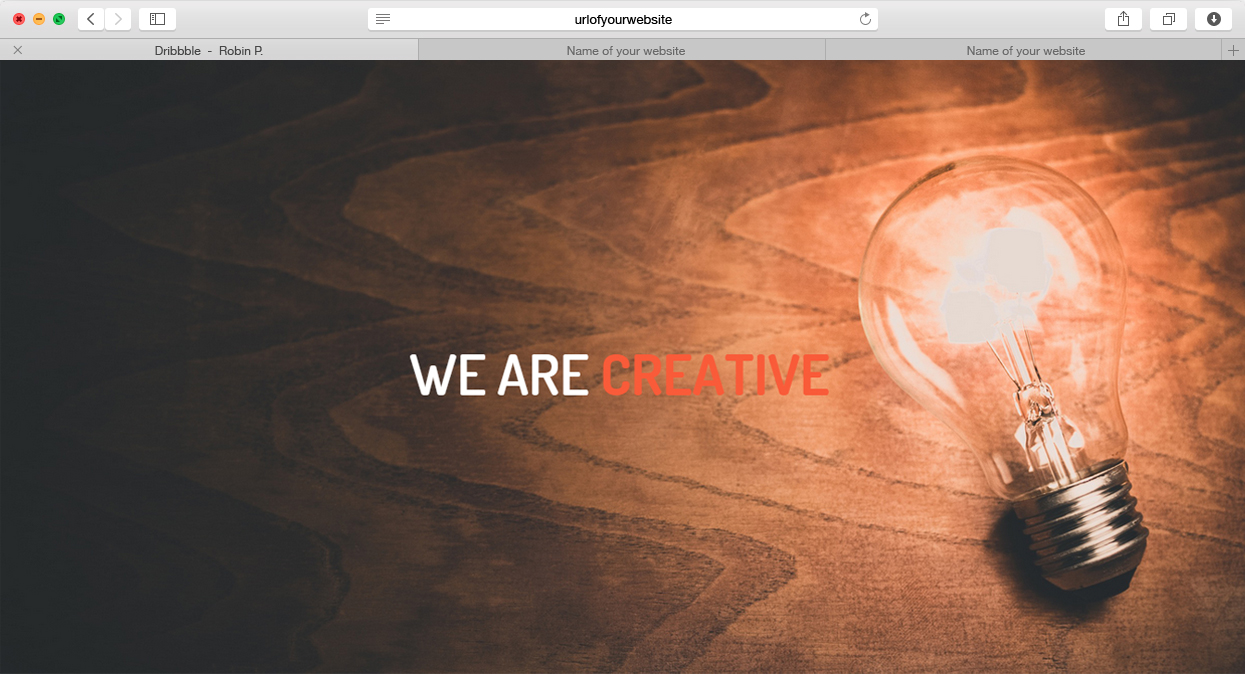 urlofyourwebsite
Dribbble - Robin P.
Name of your website
Name of your website
WE ARE CREATIVE